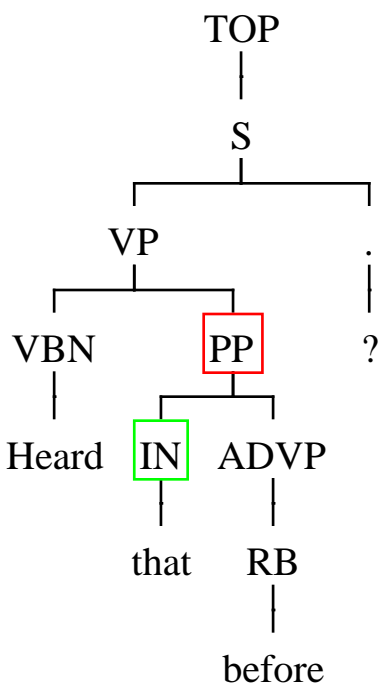 TOP
S
VP .
VBN PP ?
Heard IN ADVP
that RB
before